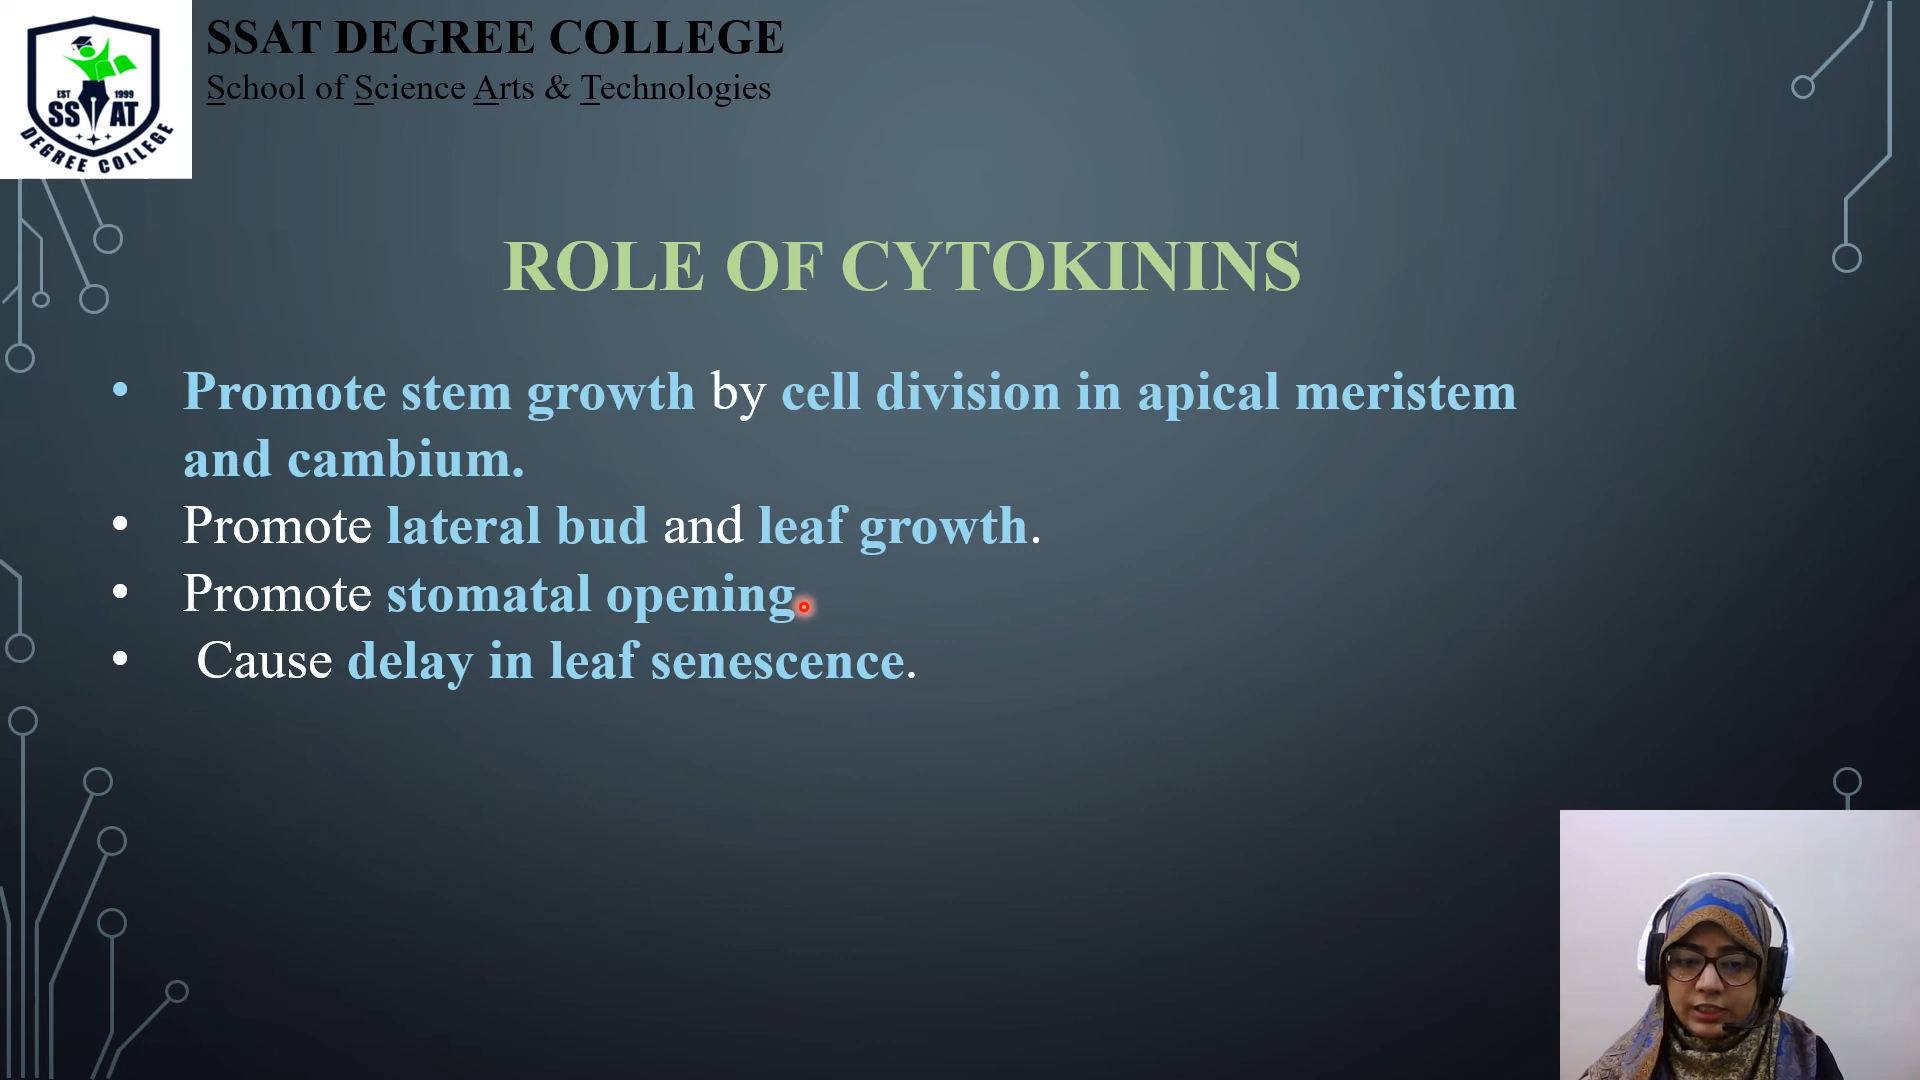 SSAT DEGREE COLLEGE
School of Science Arts & Technologies
EST 1999
SSAT
DEGREE COLLEGE
ROLE OF CYTOKININS
• Promote stem growth by cell division in apical meristem
and cambium.
• Promote lateral bud and leaf growth.
• Promote stomatal opening.
• Cause delay in leaf senescence.